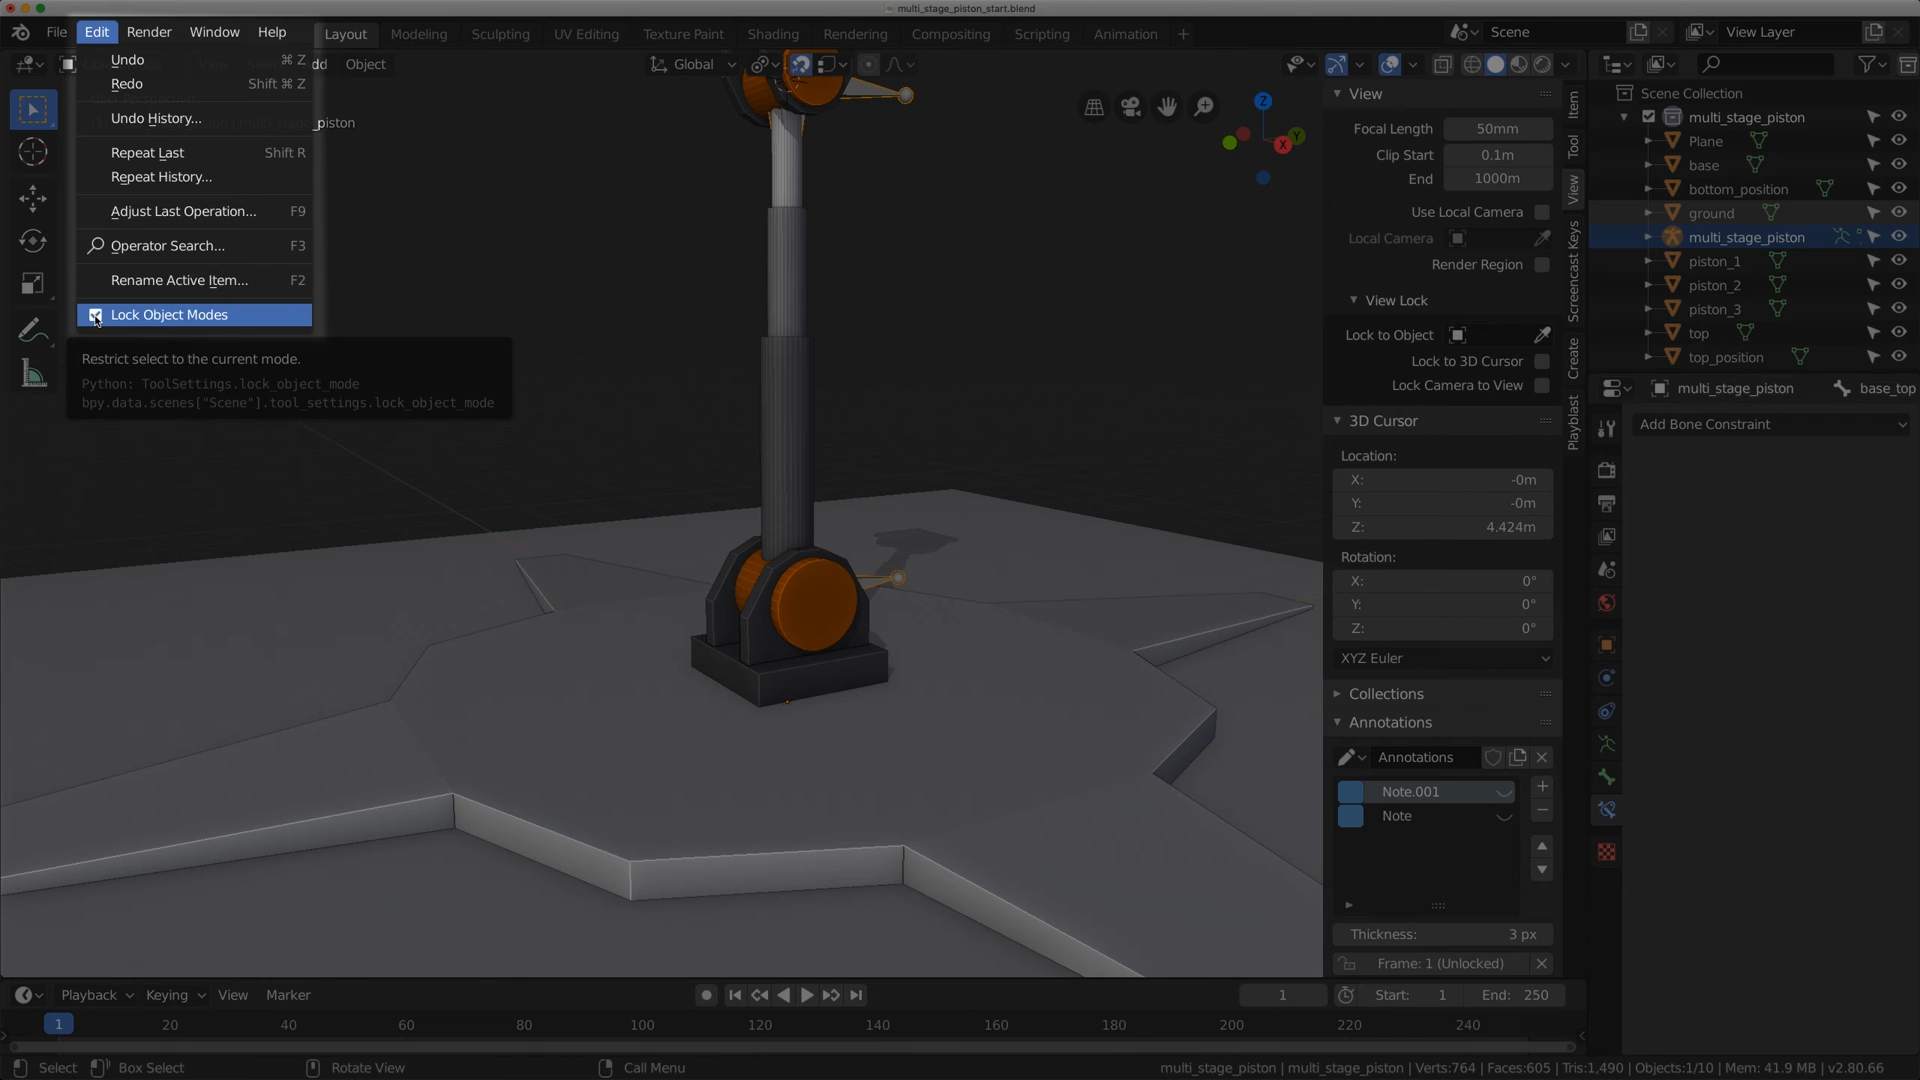 multi_stage_piston_start.blend
File Edit Render Window Help
Layout Modeling Sculpting UV Editing Texture Paint Shading Rendering Compositing Scripting Animation +
Scene
View Layer
dd Object
Global
_piston
Undo ⌘ Z
Redo Shift ⌘ Z
Undo History...
Repeat Last Shift R
Repeat History...
Adjust Last Operation... F9
Operator Search... F3
Rename Active Item... F2
Lock Object Modes
Restrict select to the current mode.
Python: ToolSettings.lock_object_mode
bpy.data.scenes["Scene"].tool_settings.lock_object_mode
Z
Y
X
View
Focal Length 50mm
Clip Start 0.1m
End 1000m
Use Local Camera
Local Camera
Render Region
View Lock
Lock to Object
Lock to 3D Cursor
Lock Camera to View
3D Cursor
Location:
X: -0m
Y: -0m
Z: 4.424m
Rotation:
X: 0°
Y: 0°
Z: 0°
XYZ Euler
Collections
Annotations
Annotations
Note.001
Note
Thickness: 3 px
Frame: 1 (Unlocked)
Item
Tool
View
Screencast Keys
Create
Playblast
Scene Collection
multi_stage_piston
Plane
base
bottom_position
ground
multi_stage_piston
piston_1
piston_2
piston_3
top
top_position
multi_stage_piston base_top
Add Bone Constraint
Playback Keying View Marker
1 Start: 1 End: 250
1 20 40 60 80 100 120 140 160 180 200 220 240
Select Box Select Rotate View Call Menu
multi_stage_piston | multi_stage_piston | Verts:764 | Faces:605 | Tris:1,490 | Objects:1/10 | Mem: 41.9 MB | v2.80.66